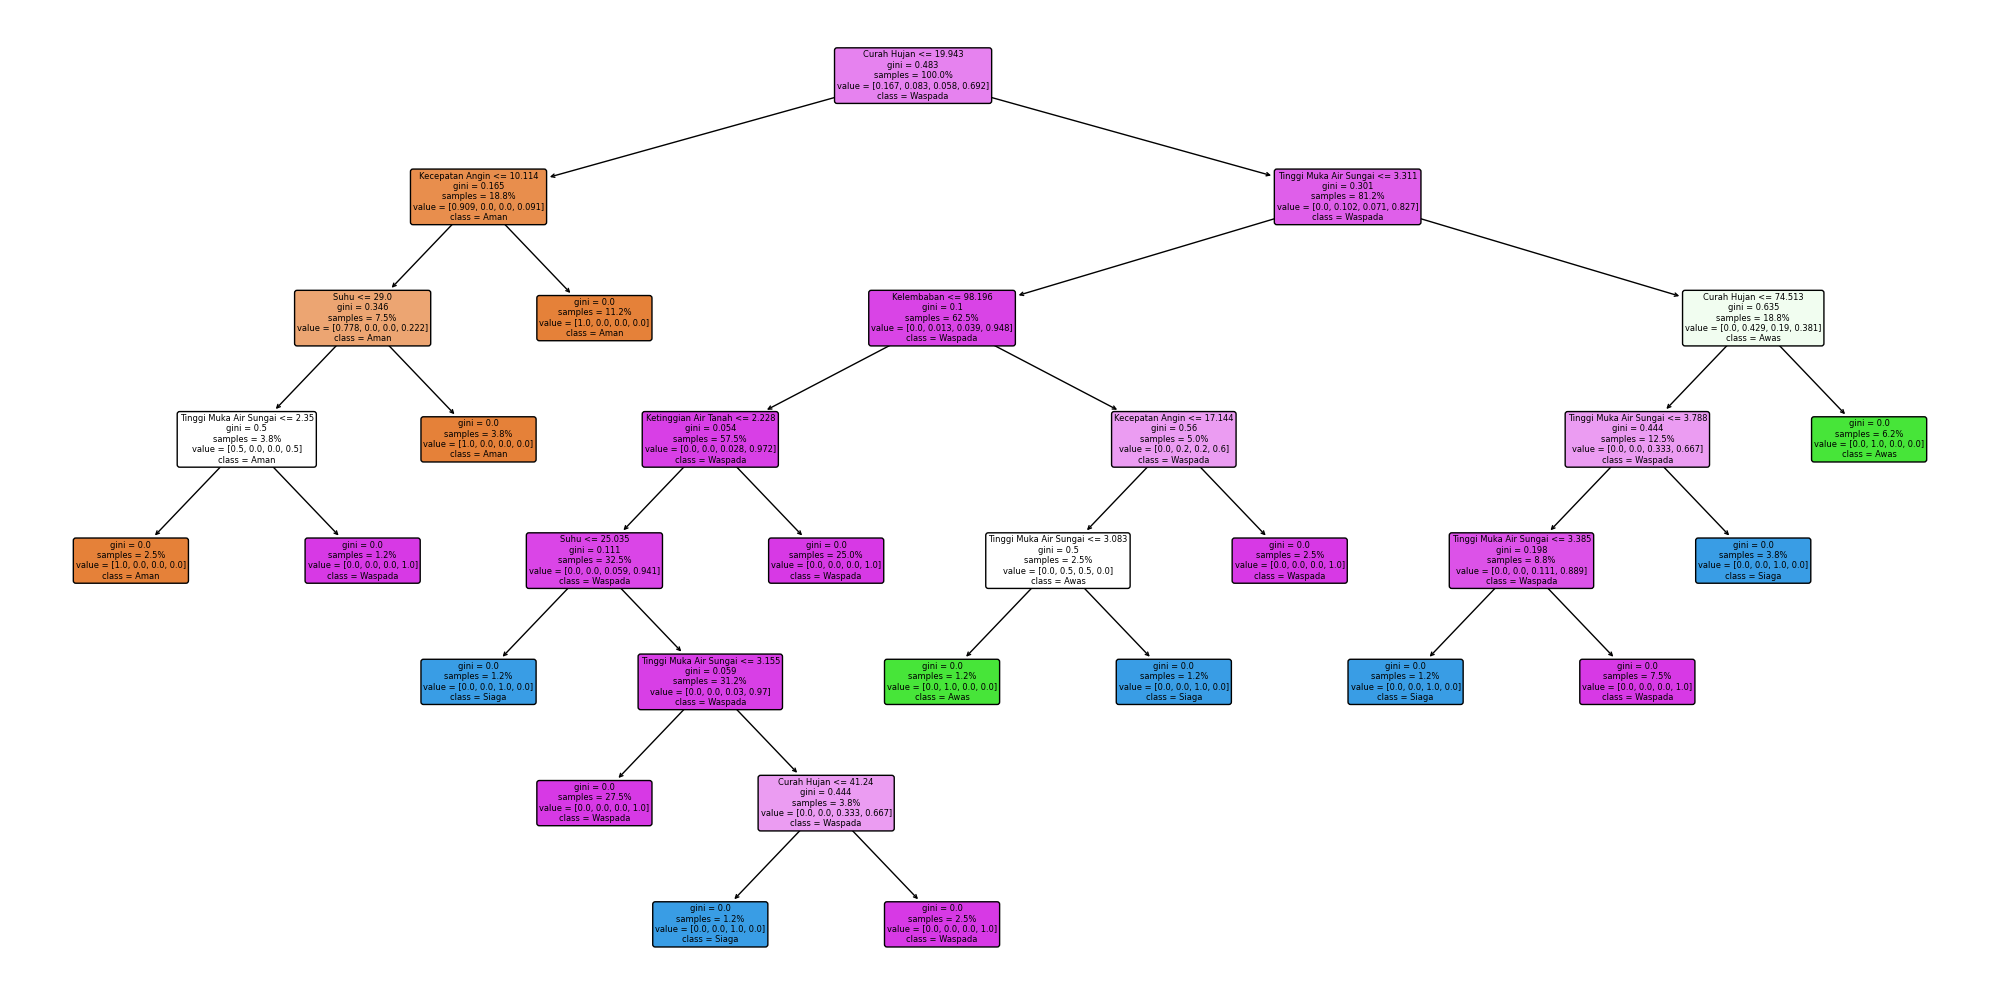 Curah Hujan <= 19.943
gini = 0.483
samples = 100.0%
value = [0.167, 0.083, 0.058, 0.692]
class = Waspada
Kecepatan Angin <= 10.114
gini = 0.165
samples = 18.8%
value = [0.909, 0.0, 0.0, 0.091]
class = Aman
Tinggi Muka Air Sungai <= 3.311
gini = 0.301
samples = 81.2%
value = [0.0, 0.102, 0.071, 0.827]
class = Waspada
Suhu <= 29.0
gini = 0.346
samples = 7.5%
value = [0.778, 0.0, 0.0, 0.222]
class = Aman
gini = 0.0
samples = 11.2%
value = [1.0, 0.0, 0.0, 0.0]
class = Aman
Kelembaban <= 98.196
gini = 0.1
samples = 62.5%
value = [0.0, 0.013, 0.039, 0.948]
class = Waspada
Curah Hujan <= 74.513
gini = 0.635
samples = 18.8%
value = [0.0, 0.429, 0.19, 0.381]
class = Awas
Tinggi Muka Air Sungai <= 2.35
gini = 0.5
samples = 3.8%
value = [0.5, 0.0, 0.0, 0.5]
class = Aman
gini = 0.0
samples = 3.8%
value = [1.0, 0.0, 0.0, 0.0]
class = Aman
Ketinggian Air Tanah <= 2.228
gini = 0.054
samples = 57.5%
value = [0.0, 0.0, 0.028, 0.972]
class = Waspada
Kecepatan Angin <= 17.144
gini = 0.56
samples = 5.0%
value = [0.0, 0.2, 0.2, 0.6]
class = Waspada
Tinggi Muka Air Sungai <= 3.788
gini = 0.444
samples = 12.5%
value = [0.0, 0.0, 0.333, 0.667]
class = Waspada
gini = 0.0
samples = 6.2%
value = [0.0, 1.0, 0.0, 0.0]
class = Awas
gini = 0.0
samples = 2.5%
value = [1.0, 0.0, 0.0, 0.0]
class = Aman
gini = 0.0
samples = 1.2%
value = [0.0, 0.0, 0.0, 1.0]
class = Waspada
Suhu <= 25.035
gini = 0.111
samples = 32.5%
value = [0.0, 0.0, 0.059, 0.941]
class = Waspada
gini = 0.0
samples = 25.0%
value = [0.0, 0.0, 0.0, 1.0]
class = Waspada
Tinggi Muka Air Sungai <= 3.083
gini = 0.5
samples = 2.5%
value = [0.0, 0.5, 0.5, 0.0]
class = Awas
gini = 0.0
samples = 2.5%
value = [0.0, 0.0, 0.0, 1.0]
class = Waspada
Tinggi Muka Air Sungai <= 3.385
gini = 0.198
samples = 8.8%
value = [0.0, 0.0, 0.111, 0.889]
class = Waspada
gini = 0.0
samples = 3.8%
value = [0.0, 0.0, 1.0, 0.0]
class = Siaga
gini = 0.0
samples = 1.2%
value = [0.0, 0.0, 1.0, 0.0]
class = Siaga
Tinggi Muka Air Sungai <= 3.155
gini = 0.059
samples = 31.2%
value = [0.0, 0.0, 0.03, 0.97]
class = Waspada
gini = 0.0
samples = 1.2%
value = [0.0, 1.0, 0.0, 0.0]
class = Awas
gini = 0.0
samples = 1.2%
value = [0.0, 0.0, 1.0, 0.0]
class = Siaga
gini = 0.0
samples = 1.2%
value = [0.0, 0.0, 1.0, 0.0]
class = Siaga
gini = 0.0
samples = 7.5%
value = [0.0, 0.0, 0.0, 1.0]
class = Waspada
gini = 0.0
samples = 27.5%
value = [0.0, 0.0, 0.0, 1.0]
class = Waspada
Curah Hujan <= 41.24
gini = 0.444
samples = 3.8%
value = [0.0, 0.0, 0.333, 0.667]
class = Waspada
gini = 0.0
samples = 1.2%
value = [0.0, 0.0, 1.0, 0.0]
class = Siaga
gini = 0.0
samples = 2.5%
value = [0.0, 0.0, 0.0, 1.0]
class = Waspada